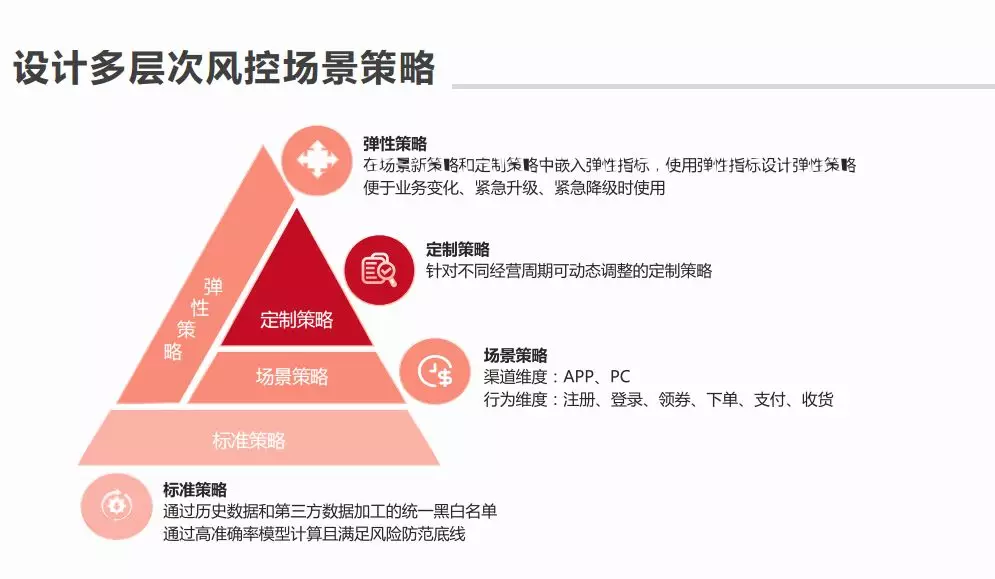 设计多层次风控场景策略
弹性策略
在场景新策略和定制策略中嵌入弹性指标，使用弹性指标设计弹性策略
便于业务变化、紧急升级、紧急降级时使用
定制策略
针对不同经营周期可动态调整的定制策略
弹性策略
定制策略
场景策略
场景策略
渠道维度：APP、PC
行为维度：注册、登录、领券、下单、支付、收货
标准策略
标准策略
通过历史数据和第三方数据加工的统一黑白名单
通过高准确率模型计算且满足风险防范底线